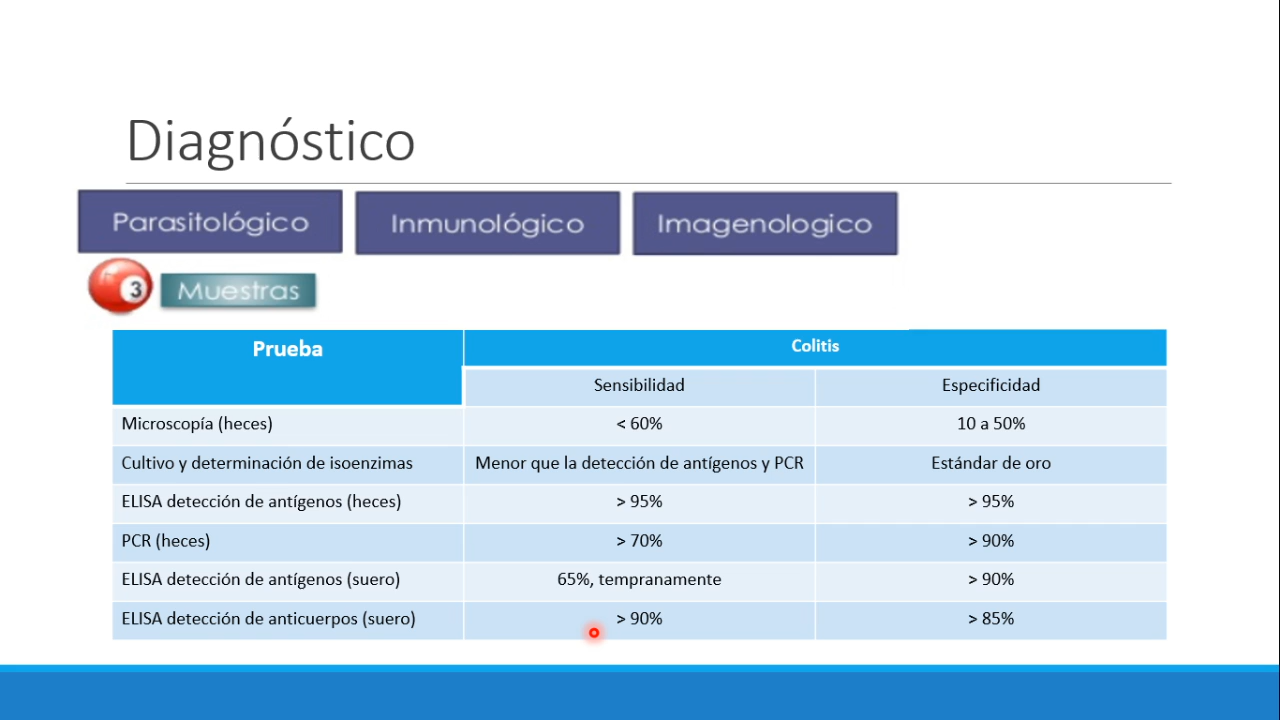 Diagnóstico
Parasitológico
Inmunológico
Imagenologico
3
Muestras
Prueba
Colitis
Sensibilidad
Especificidad
Microscopía (heces)
< 60%
10 a 50%
Cultivo y determinación de isoenzimas
Menor que la detección de antígenos y PCR
Estándar de oro
ELISA detección de antígenos (heces)
> 95%
> 95%
PCR (heces)
> 70%
> 90%
ELISA detección de antígenos (suero)
65%, tempranamente
> 90%
ELISA detección de anticuerpos (suero)
> 90%
> 85%